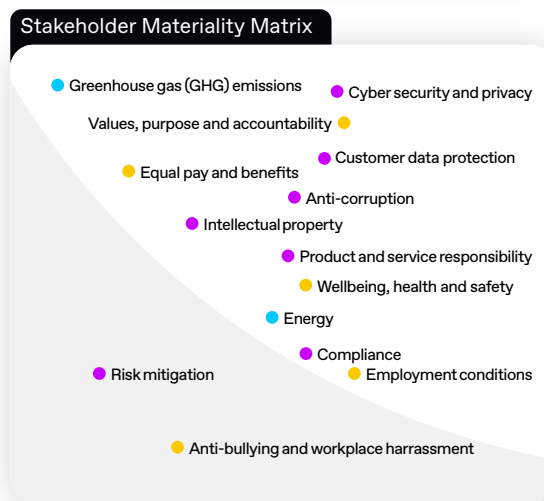 Stakeholder Materiality Matrix
Greenhouse gas (GHG) emissions
Cyber security and privacy
Values, purpose and accountability
Customer data protection
Equal pay and benefits
Anti-corruption
Intellectual property
Product and service responsibility
Wellbeing, health and safety
Energy
Compliance
Risk mitigation
Employment conditions
Anti-bullying and workplace harrassment